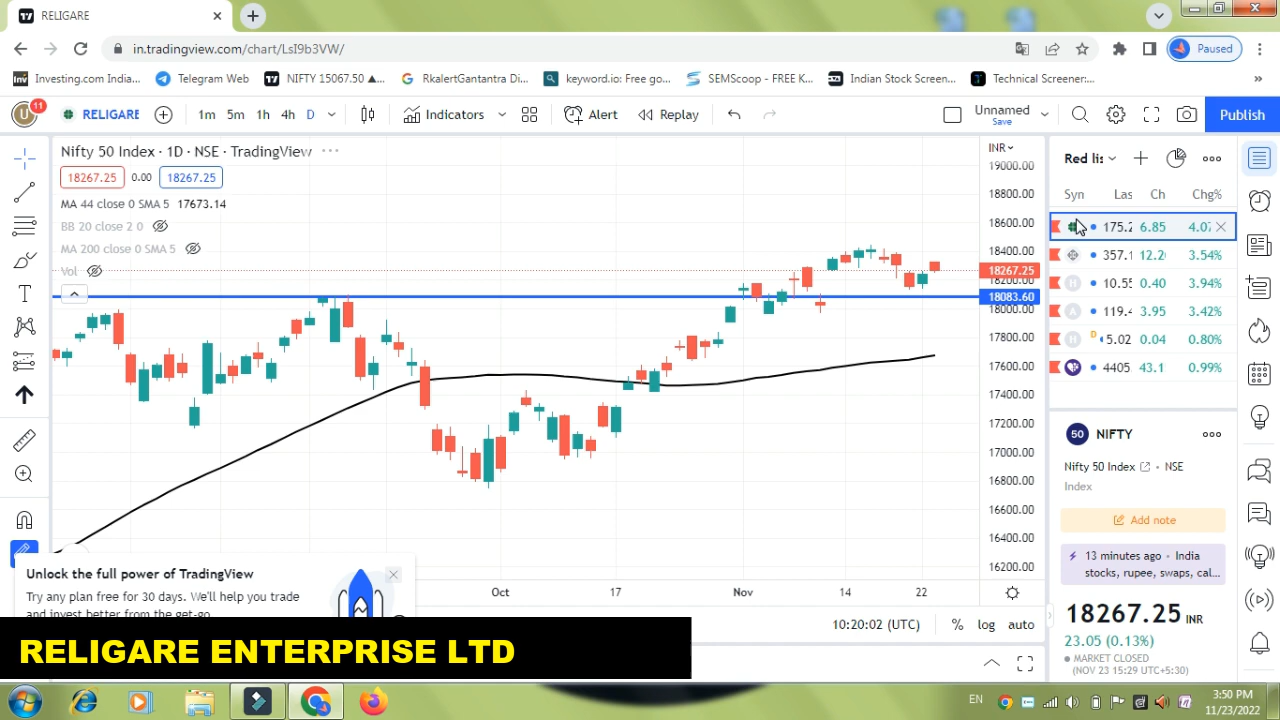 RELIGARE
in.tradingview.com/chart/LsI9b3VW/
Paused
Investing.com India... Telegram Web NIFTY 15067.50 ▲... RkalertGantantra Di... keyword.io: Free go... SEMScoop – FREE K... Indian Stock Screen... Technical Screener:... »
U 11 RELIGARE 1m 5m 1h 4h D Indicators Alert Replay Unnamed Save Publish
Nifty 50 Index · 1D · NSE · TradingView ···
18267.25 0.00 18267.25
MA 44 close 0 SMA 5 17673.14
BB 20 close 2 0
MA 200 close 0 SMA 5
Vol
INR
19000.00
18800.00
18600.00
18400.00
18267.25
18083.60
18000.00
17800.00
17600.00
17400.00
17200.00
17000.00
16800.00
16600.00
16400.00
16200.00
Oct 17 Nov 14 22
10:20:02 (UTC) % log auto
Red lis
Syn Las Ch Chg%
175.2 6.85 4.07
357.1 12.20 3.54%
H 10.55 0.40 3.94%
A 119.4 3.95 3.42%
H D 5.02 0.04 0.80%
4405. 43.1 0.99%
50 NIFTY
Nifty 50 Index · NSE
Index
Add note
13 minutes ago · India
stocks, rupee, swaps, cal...
18267.25 INR
23.05 (0.13%)
MARKET CLOSED
(NOV 23 15:29 UTC+5:30)
Unlock the full power of TradingView
Try any plan free for 30 days. We'll help you trade
and invest better from the get-go.
RELIGARE ENTERPRISE LTD
EN
3:50 PM
11/23/2022